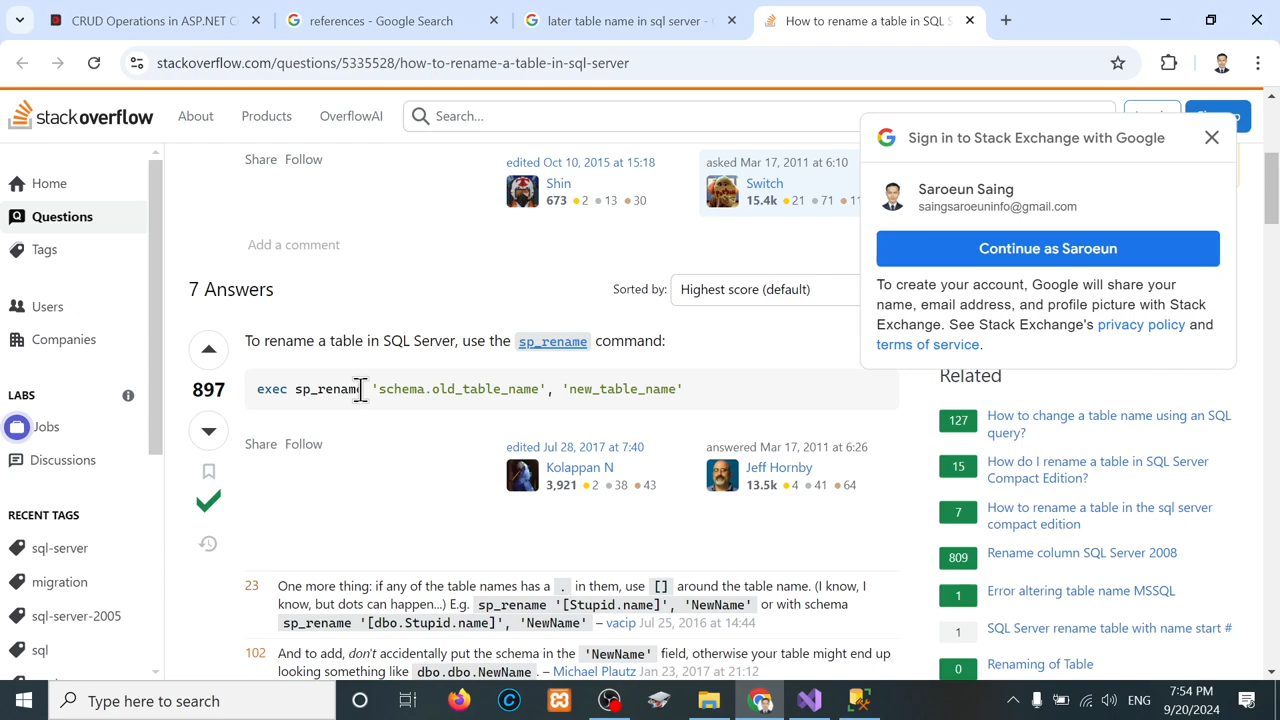 CRUD Operations in ASP.NET C
references - Google Search
later table name in sql server -
How to rename a table in SQL S
stackoverflow.com/questions/5335528/how-to-rename-a-table-in-sql-server
stackoverflow
About
Products
OverflowAI
Search...
Home
Questions
Tags
Users
Companies
LABS
Jobs
Discussions
RECENT TAGS
sql-server
migration
sql-server-2005
sql
Share Follow
edited Oct 10, 2015 at 15:18
Shin
673 2 13 30
asked Mar 17, 2011 at 6:10
Switch
15.4k 21 71 11
Add a comment
7 Answers
Sorted by:
Highest score (default)
897
To rename a table in SQL Server, use the sp_rename command:
exec sp_rename 'schema.old_table_name', 'new_table_name'
Share Follow
edited Jul 28, 2017 at 7:40
Kolappan N
3,921 2 38 43
answered Mar 17, 2011 at 6:26
Jeff Hornby
13.5k 4 41 64
23 One more thing: if any of the table names has a . in them, use [] around the table name. (I know, I
know, but dots can happen...) E.g. sp_rename '[Stupid.name]', 'NewName' or with schema
sp_rename '[dbo.Stupid.name]', 'NewName' – vacip Jul 25, 2016 at 14:44
102 And to add, don't accidentally put the schema in the 'NewName' field, otherwise your table might end up
looking something like dbo.dbo.NewName. – Michael Plautz Jan 23, 2017 at 21:12
Sign in to Stack Exchange with Google
Saroeun Saing
saingsaroeuninfo@gmail.com
Continue as Saroeun
To create your account, Google will share your
name, email address, and profile picture with Stack
Exchange. See Stack Exchange's privacy policy and
terms of service.
Related
127 How to change a table name using an SQL
query?
15 How do I rename a table in SQL Server
Compact Edition?
7 How to rename a table in the sql server
compact edition
809 Rename column SQL Server 2008
1 Error altering table name MSSQL
1 SQL Server rename table with name start #
0 Renaming of Table
Type here to search
ENG
7:54 PM
9/20/2024